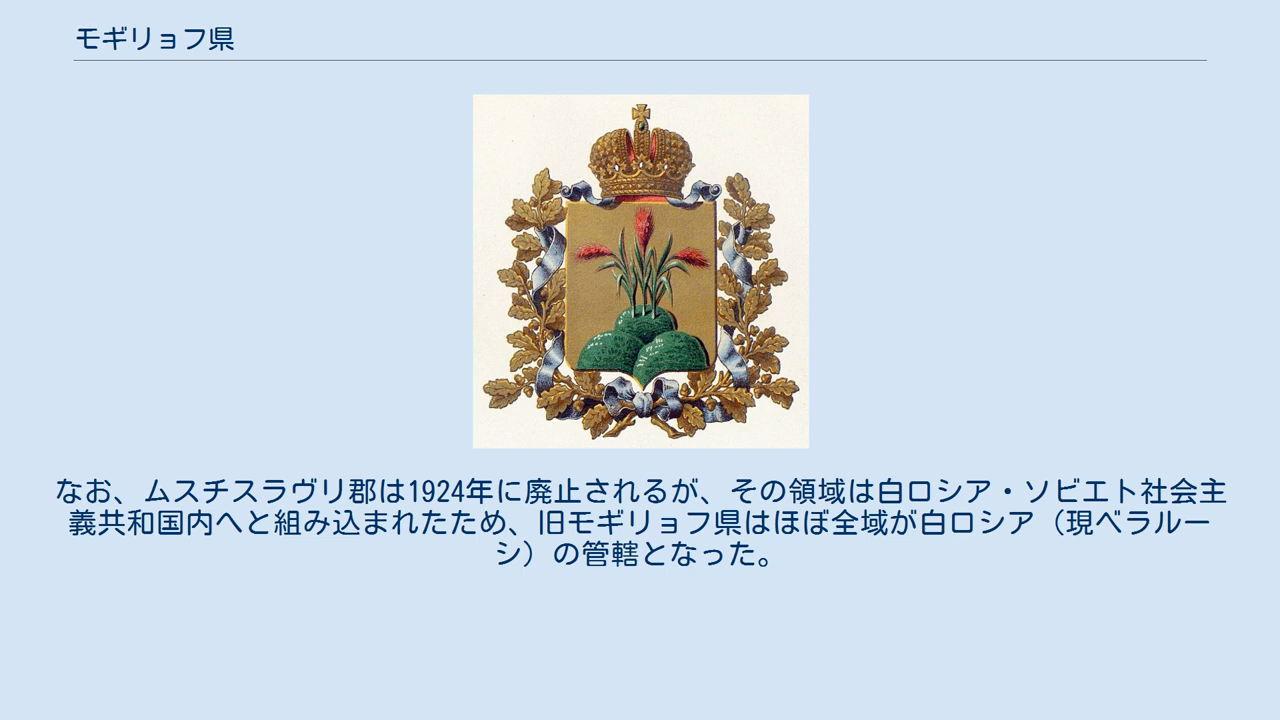 モギリョフ県
なお、ムスチスラヴリ郡は1924年に廃止されるが、その領域は白ロシア・ソビエト社会主
義共和国内へと組み込まれたため、旧モギリョフ県はほぼ全域が白ロシア（現ベラルー
シ）の管轄となった。